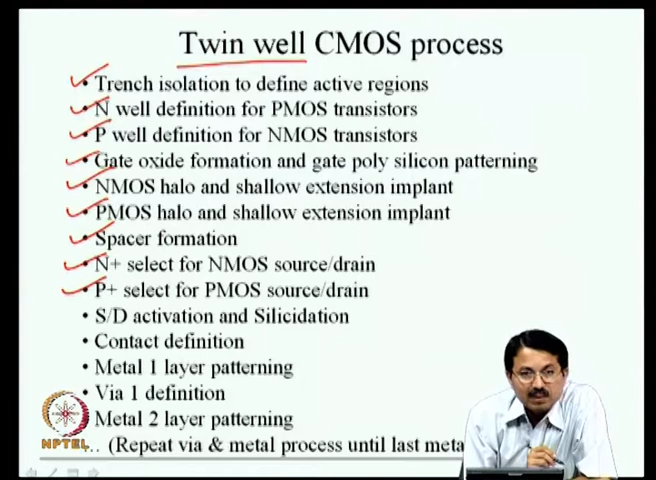 Twin well CMOS process
• Trench isolation to define active regions
• N well definition for PMOS transistors
• P well definition for NMOS transistors
• Gate oxide formation and gate poly silicon patterning
• NMOS halo and shallow extension implant
• PMOS halo and shallow extension implant
• Spacer formation
• N+ select for NMOS source/drain
• P+ select for PMOS source/drain
• S/D activation and Silicidation
• Contact definition
• Metal 1 layer patterning
• Via 1 definition
Metal 2 layer patterning
... (Repeat via & metal process until last meta
NPTEL